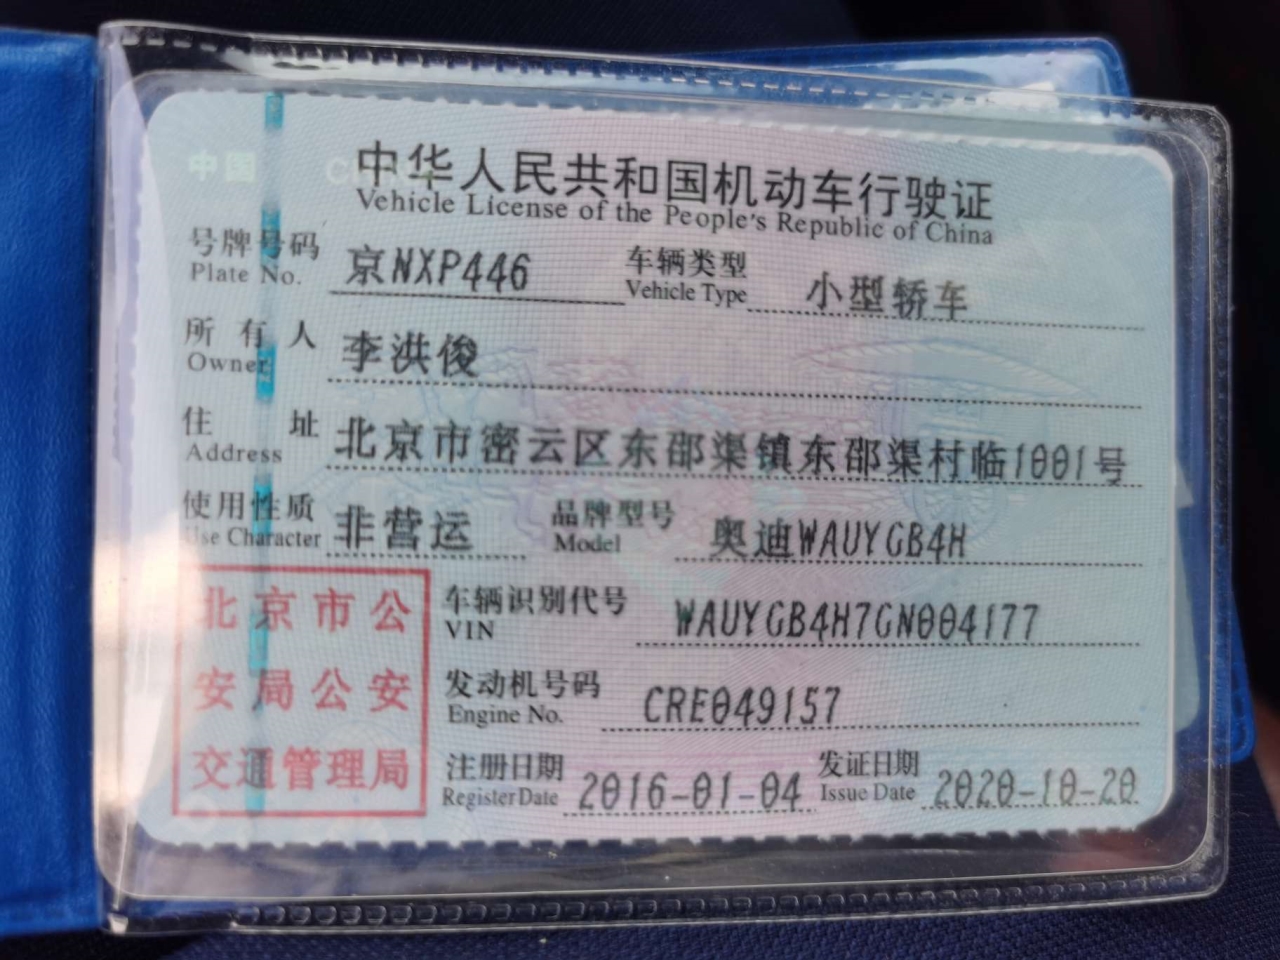 中国
中华人民共和国机动车行驶证
Vehicle License of the People's Republic of China
号牌号码 京NXP446 车辆类型 小型轿车
Plate No. Vehicle Type
所有人 李洪俊
Owner
住址 北京市密云区东邵渠镇东邵渠村临1001号
Address
使用性质 非营运 品牌型号 奥迪WAUYGB4H
Use Character Model
北京市公
安局公安
交通管理局
车辆识别代号 WAUYGB4H7GN004177
VIN
发动机号码 CRE049157
Engine No.
注册日期 2016-01-04 发证日期 2020-10-20
Register Date Issue Date